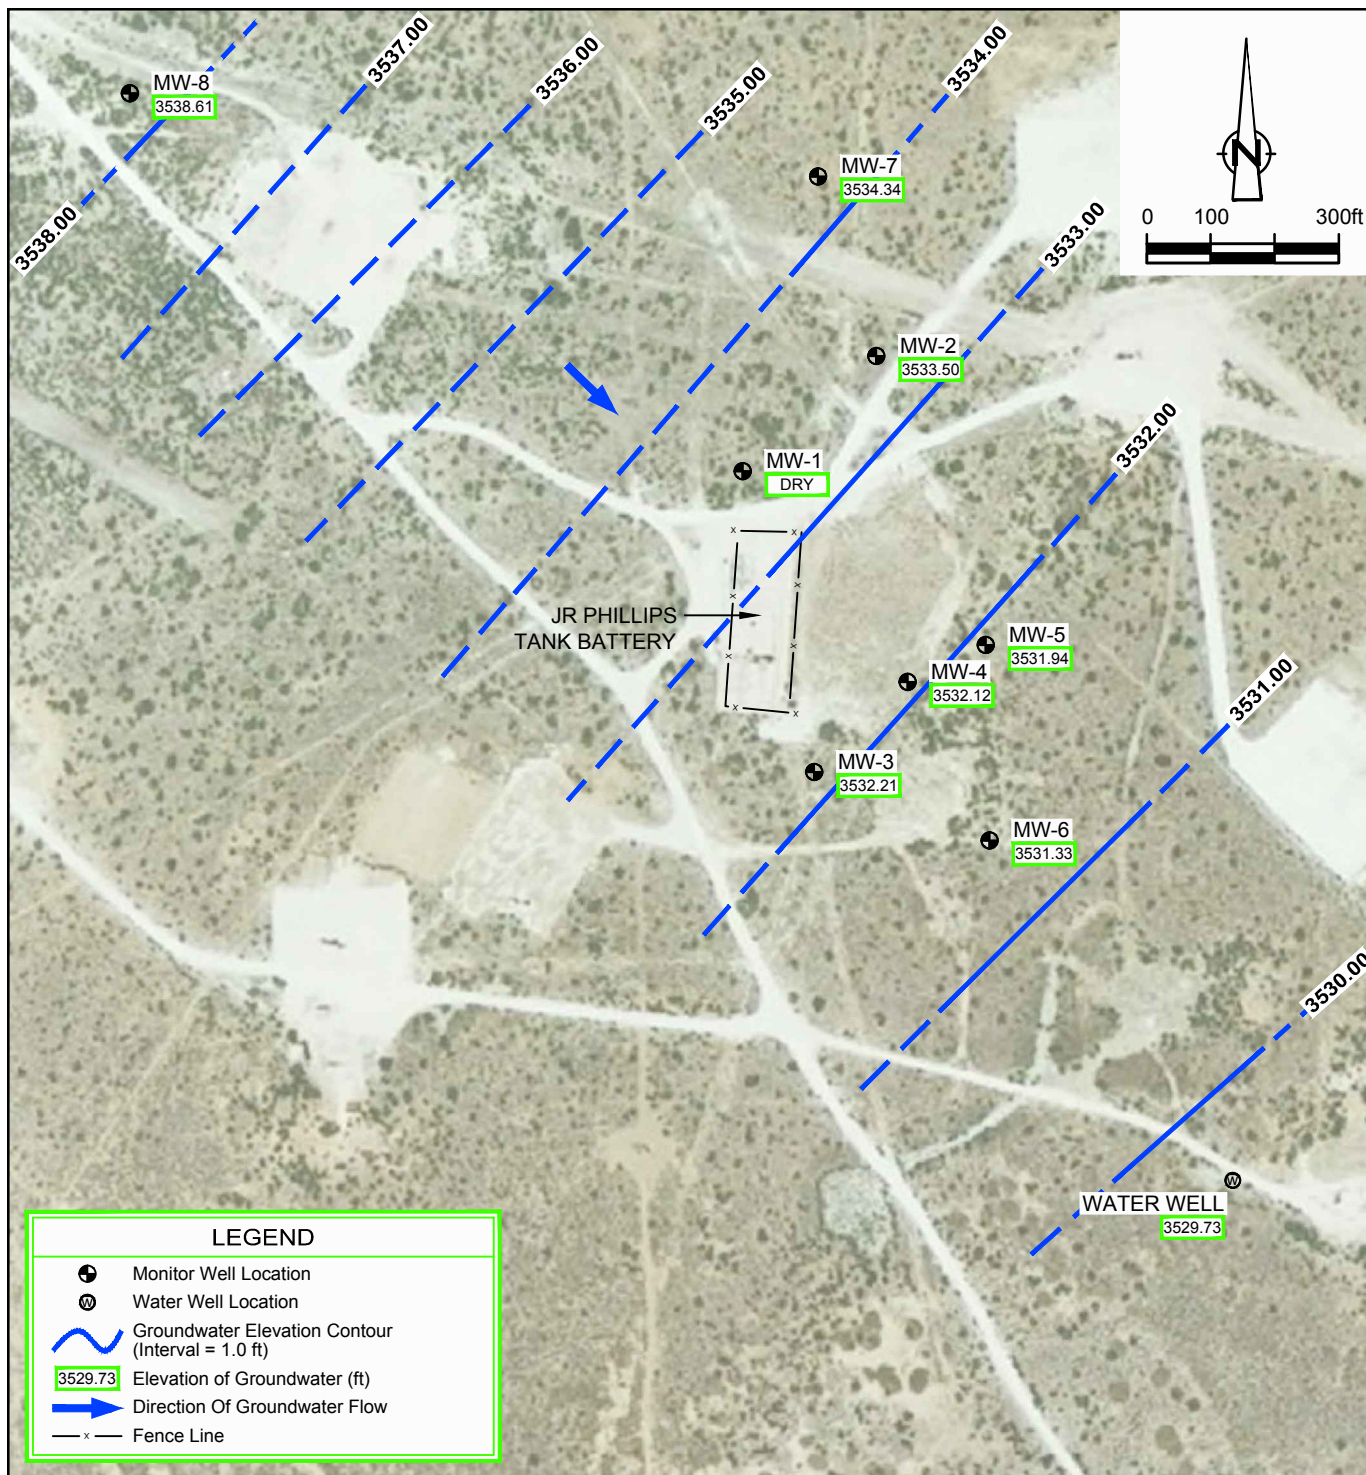 3537.00
3536.00
3535.00
3534.00
MW-8
3538.61
MW-7
3534.34
N
0 100 300ft
3538.00
3533.00
MW-2
3533.50
MW-1
DRY
3532.00
JR PHILLIPS
TANK BATTERY
MW-5
3531.94
MW-4
3532.12
3531.00
MW-3
3532.21
MW-6
3531.33
3530.00
W
WATER WELL
3529.73
LEGEND
Monitor Well Location
W Water Well Location
Groundwater Elevation Contour
(Interval = 1.0 ft)
3529.73 Elevation of Groundwater (ft)
Direction Of Groundwater Flow
x Fence Line